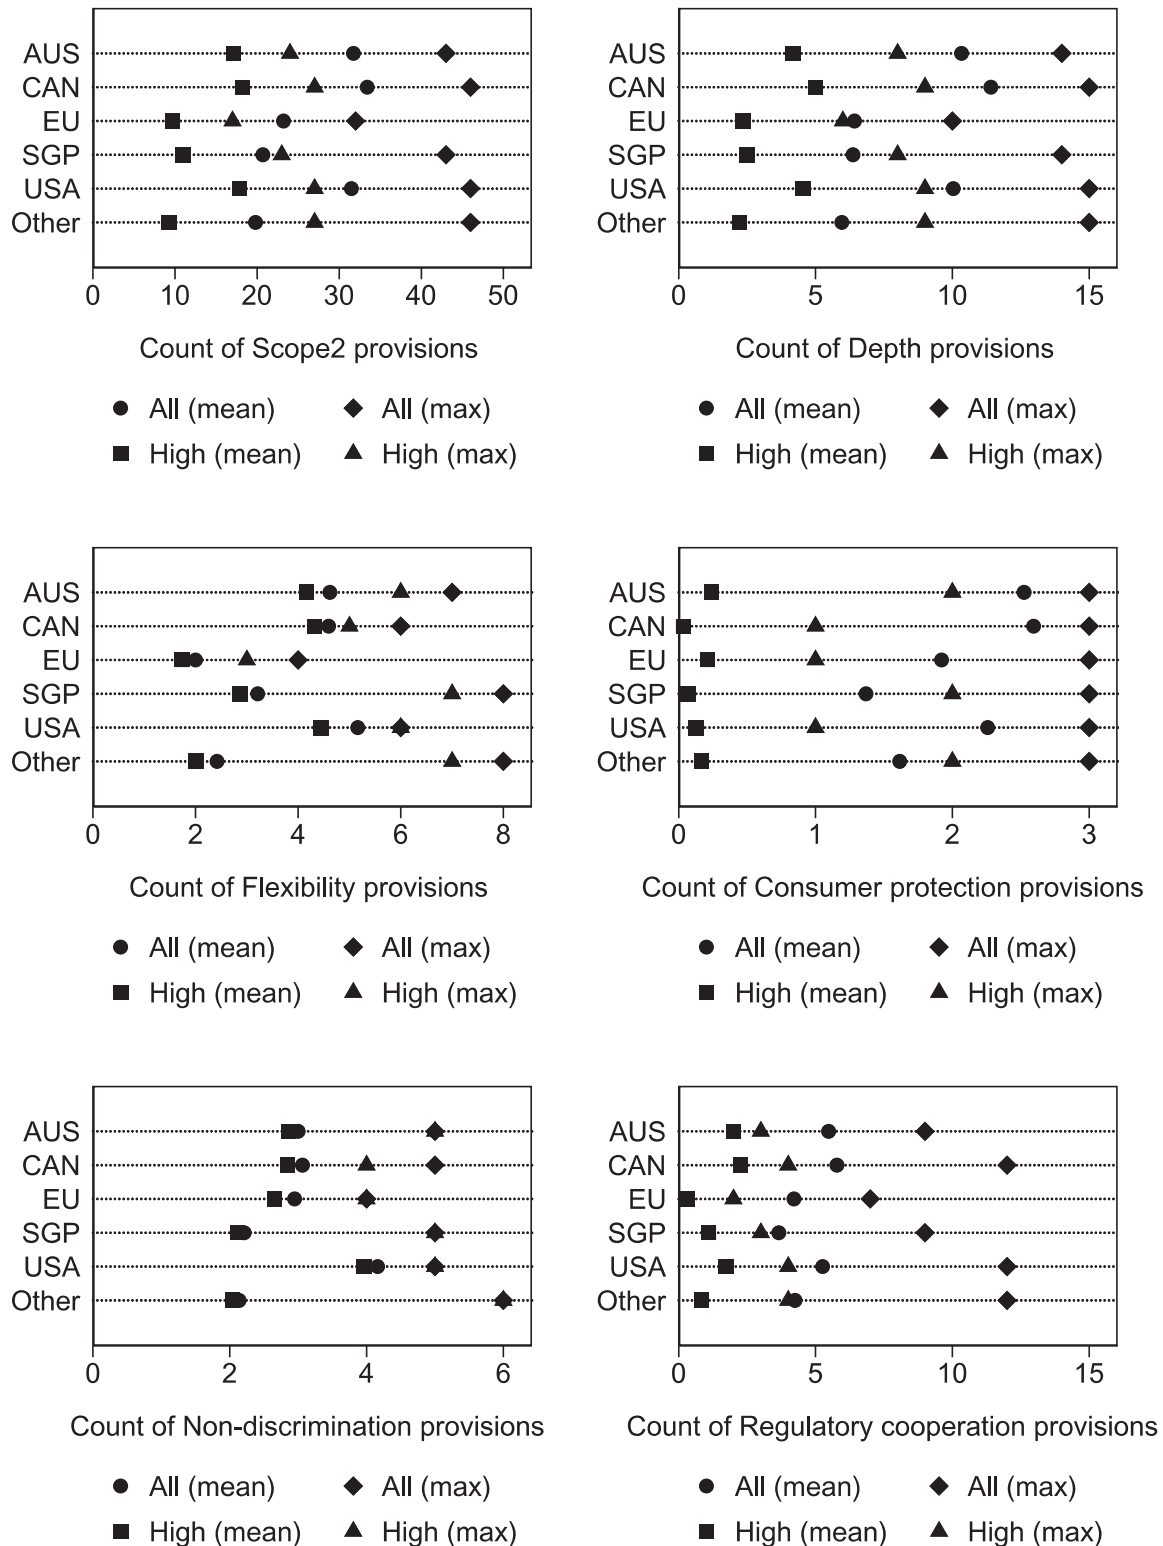 AUS
CAN
EU
SGP
USA
Other
0 10 20 30 40 50
Count of Scope2 provisions
All (mean) All (max)
High (mean) High (max)
AUS
CAN
EU
SGP
USA
Other
0 5 10 15
Count of Depth provisions
All (mean) All (max)
High (mean) High (max)
AUS
CAN
EU
SGP
USA
Other
0 2 4 6 8
Count of Flexibility provisions
All (mean) All (max)
High (mean) High (max)
AUS
CAN
EU
SGP
USA
Other
0 1 2 3
Count of Consumer protection provisions
All (mean) All (max)
High (mean) High (max)
AUS
CAN
EU
SGP
USA
Other
0 2 4 6
Count of Non-discrimination provisions
All (mean) All (max)
High (mean) High (max)
AUS
CAN
EU
SGP
USA
Other
0 5 10 15
Count of Regulatory cooperation provisions
All (mean) All (max)
High (mean) High (max)